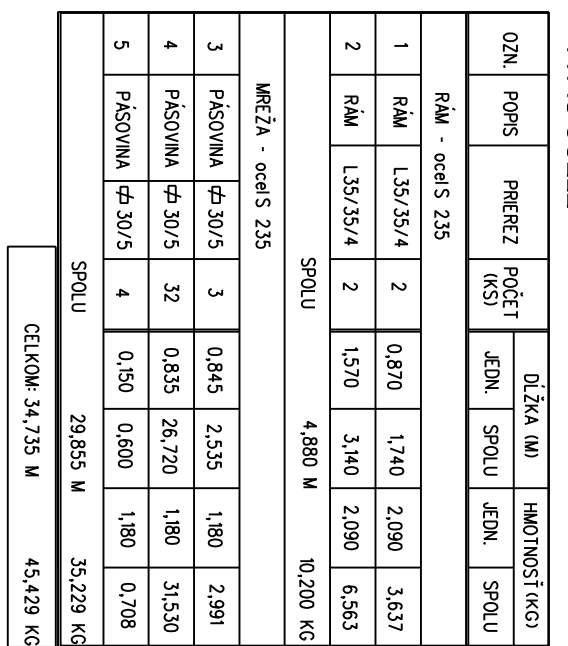 OZN. POPIS PRIEREZ POČET (KS) DĹŽKA (M) HMOTNOSŤ (KG)
JEDN. SPOLU JEDN. SPOLU
RÁM - ocel S 235
1 RÁM L35/35/4 2 0,870 1,740 2,090 3,637
2 RÁM L35/35/4 2 1,570 3,140 2,090 6,563
SPOLU 4,880 M 10,200 KG
MREŽA - ocel S 235
3 PÁSOVINA 30/5 3 0,845 2,535 1,180 2,991
4 PÁSOVINA 30/5 32 0,835 26,720 1,180 31,530
5 PÁSOVINA 30/5 4 0,150 0,600 1,180 0,708
SPOLU 29,855 M 35,229 KG
CELKOM: 34,735 M 45,429 KG